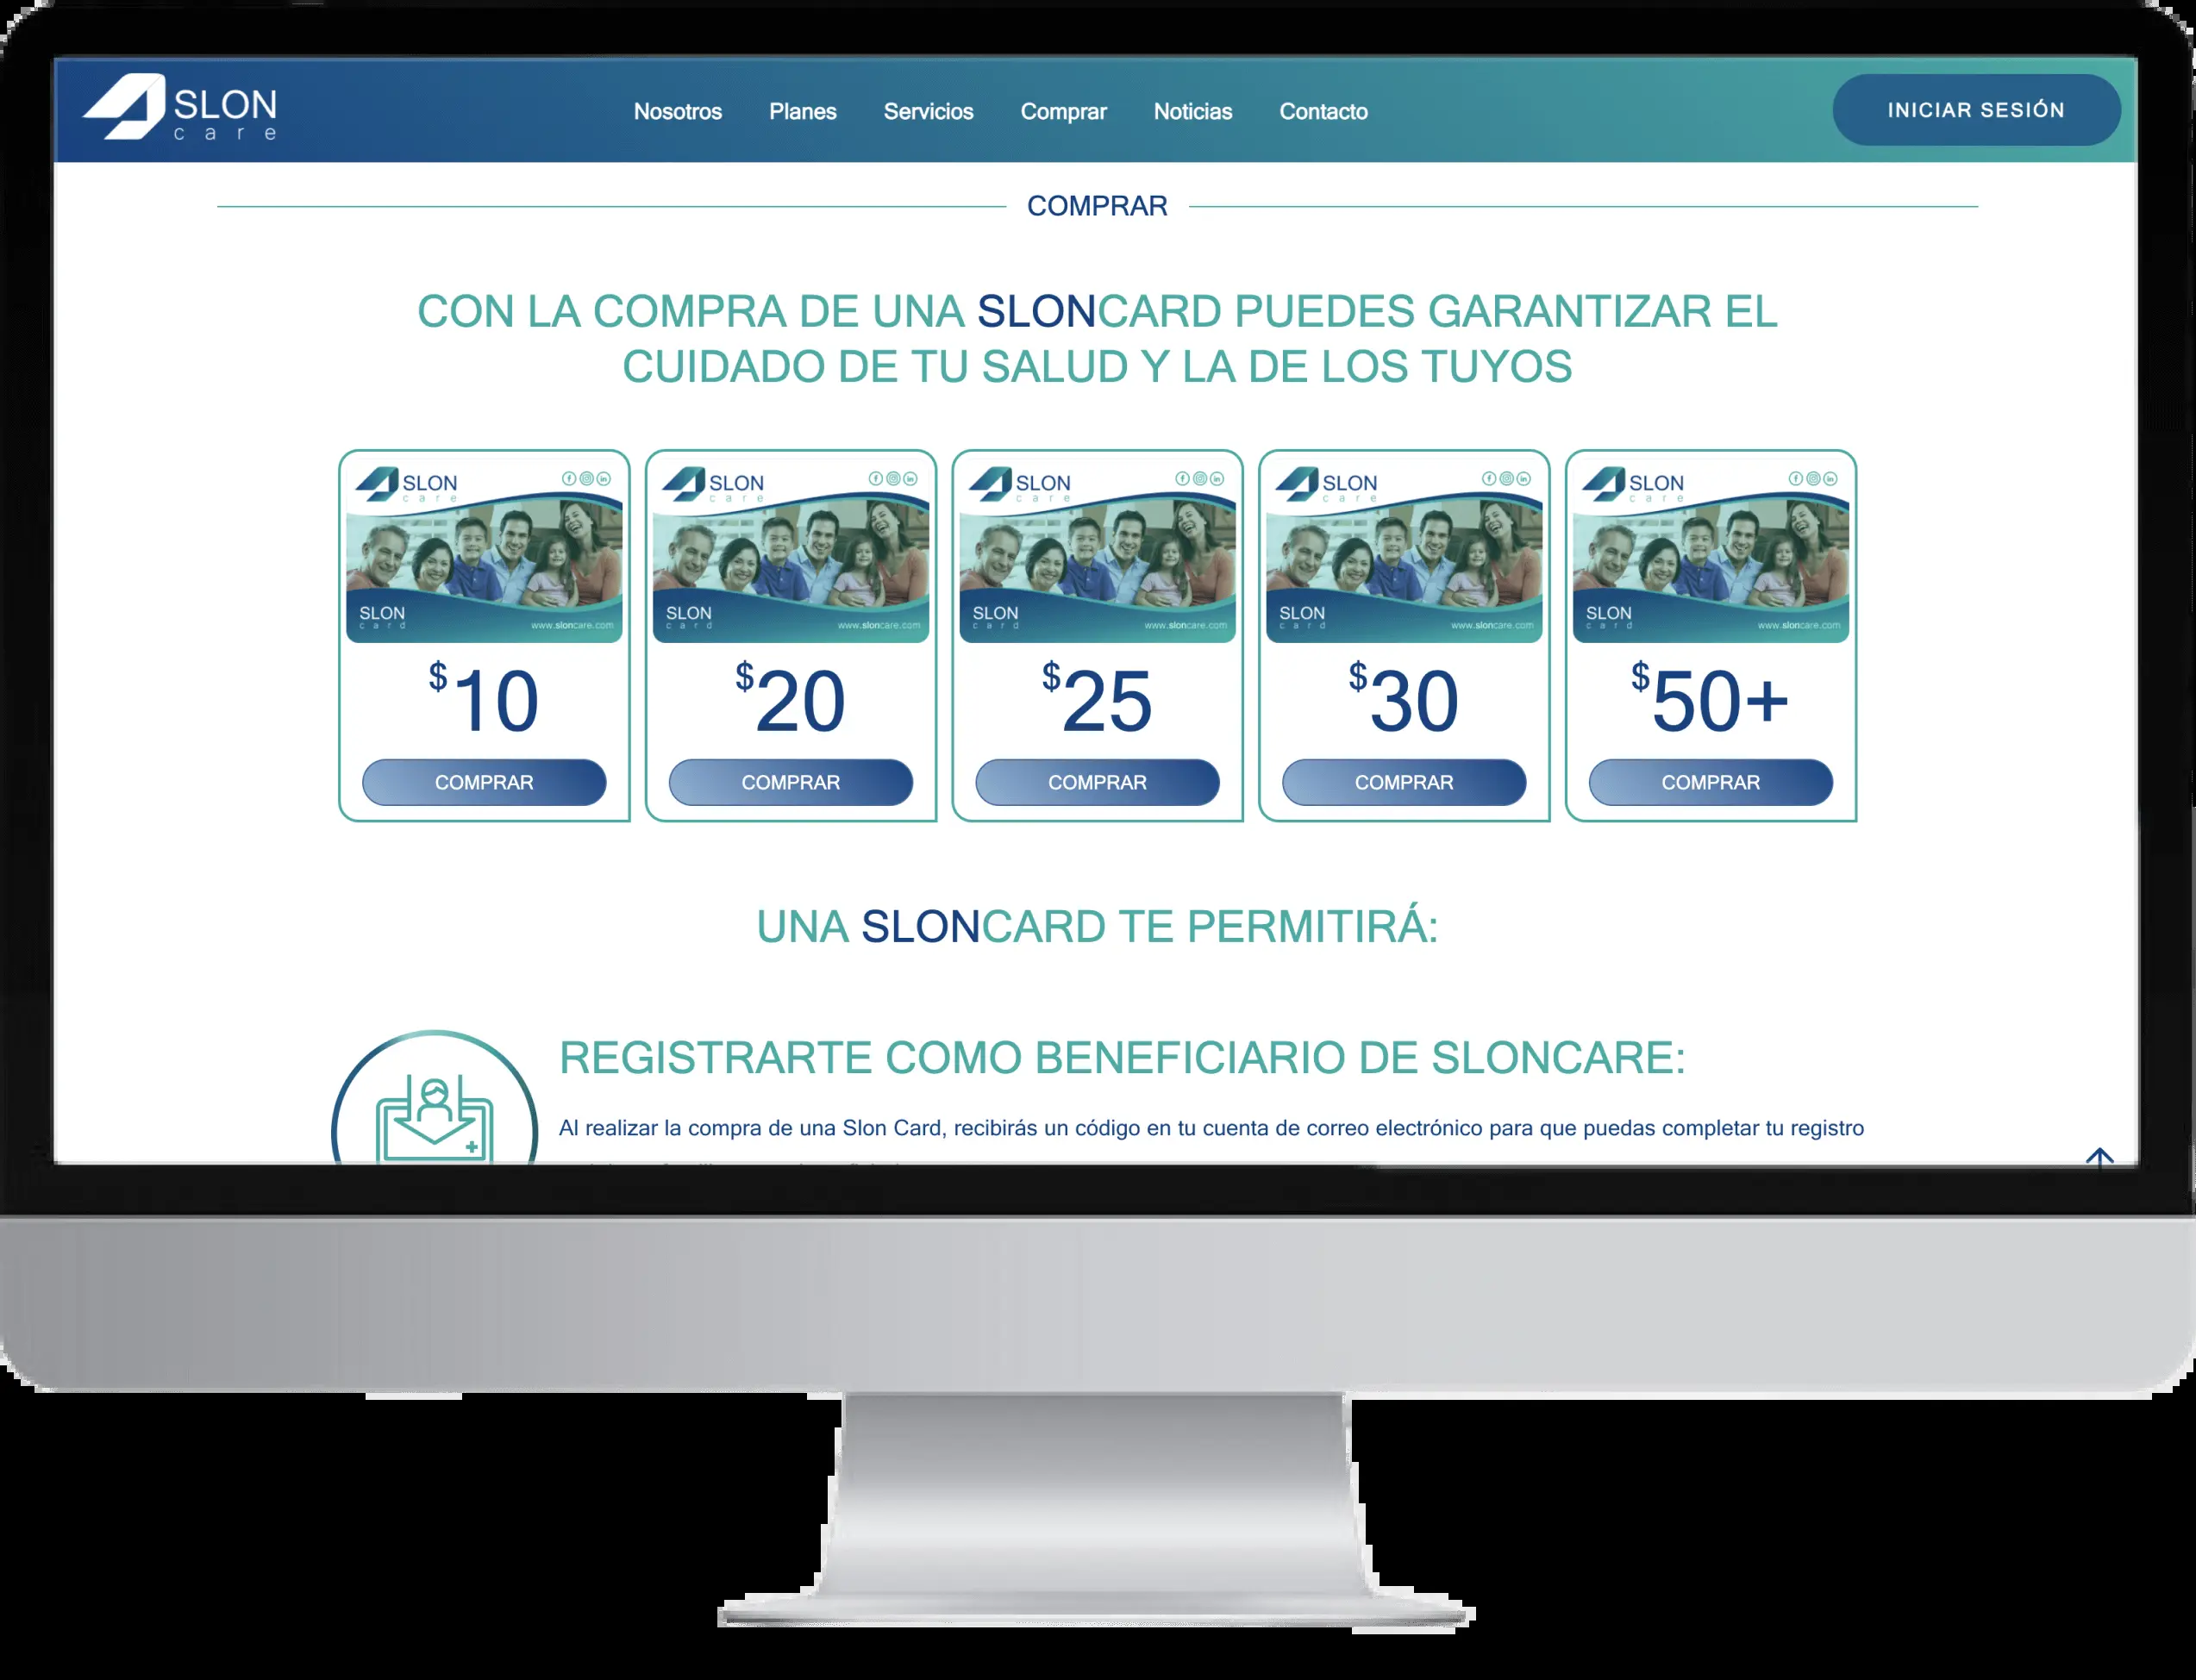 SLON
care
Nosotros Planes Servicios Comprar Noticias Contacto
INICIAR SESIÓN
COMPRAR
CON LA COMPRA DE UNA SLONCARD PUEDES GARANTIZAR EL
CUIDADO DE TU SALUD Y LA DE LOS TUYOS
SLON
care
SLON
card
www.sloncare.com
$10
COMPRAR
SLON
care
SLON
card
www.sloncare.com
$20
COMPRAR
SLON
care
SLON
card
www.sloncare.com
$25
COMPRAR
SLON
care
SLON
card
www.sloncare.com
$30
COMPRAR
SLON
care
SLON
card
www.sloncare.com
$50+
COMPRAR
UNA SLONCARD TE PERMITIRÁ:
REGISTRARTE COMO BENEFICIARIO DE SLONCARE:
Al realizar la compra de una Slon Card, recibirás un código en tu cuenta de correo electrónico para que puedas completar tu registro